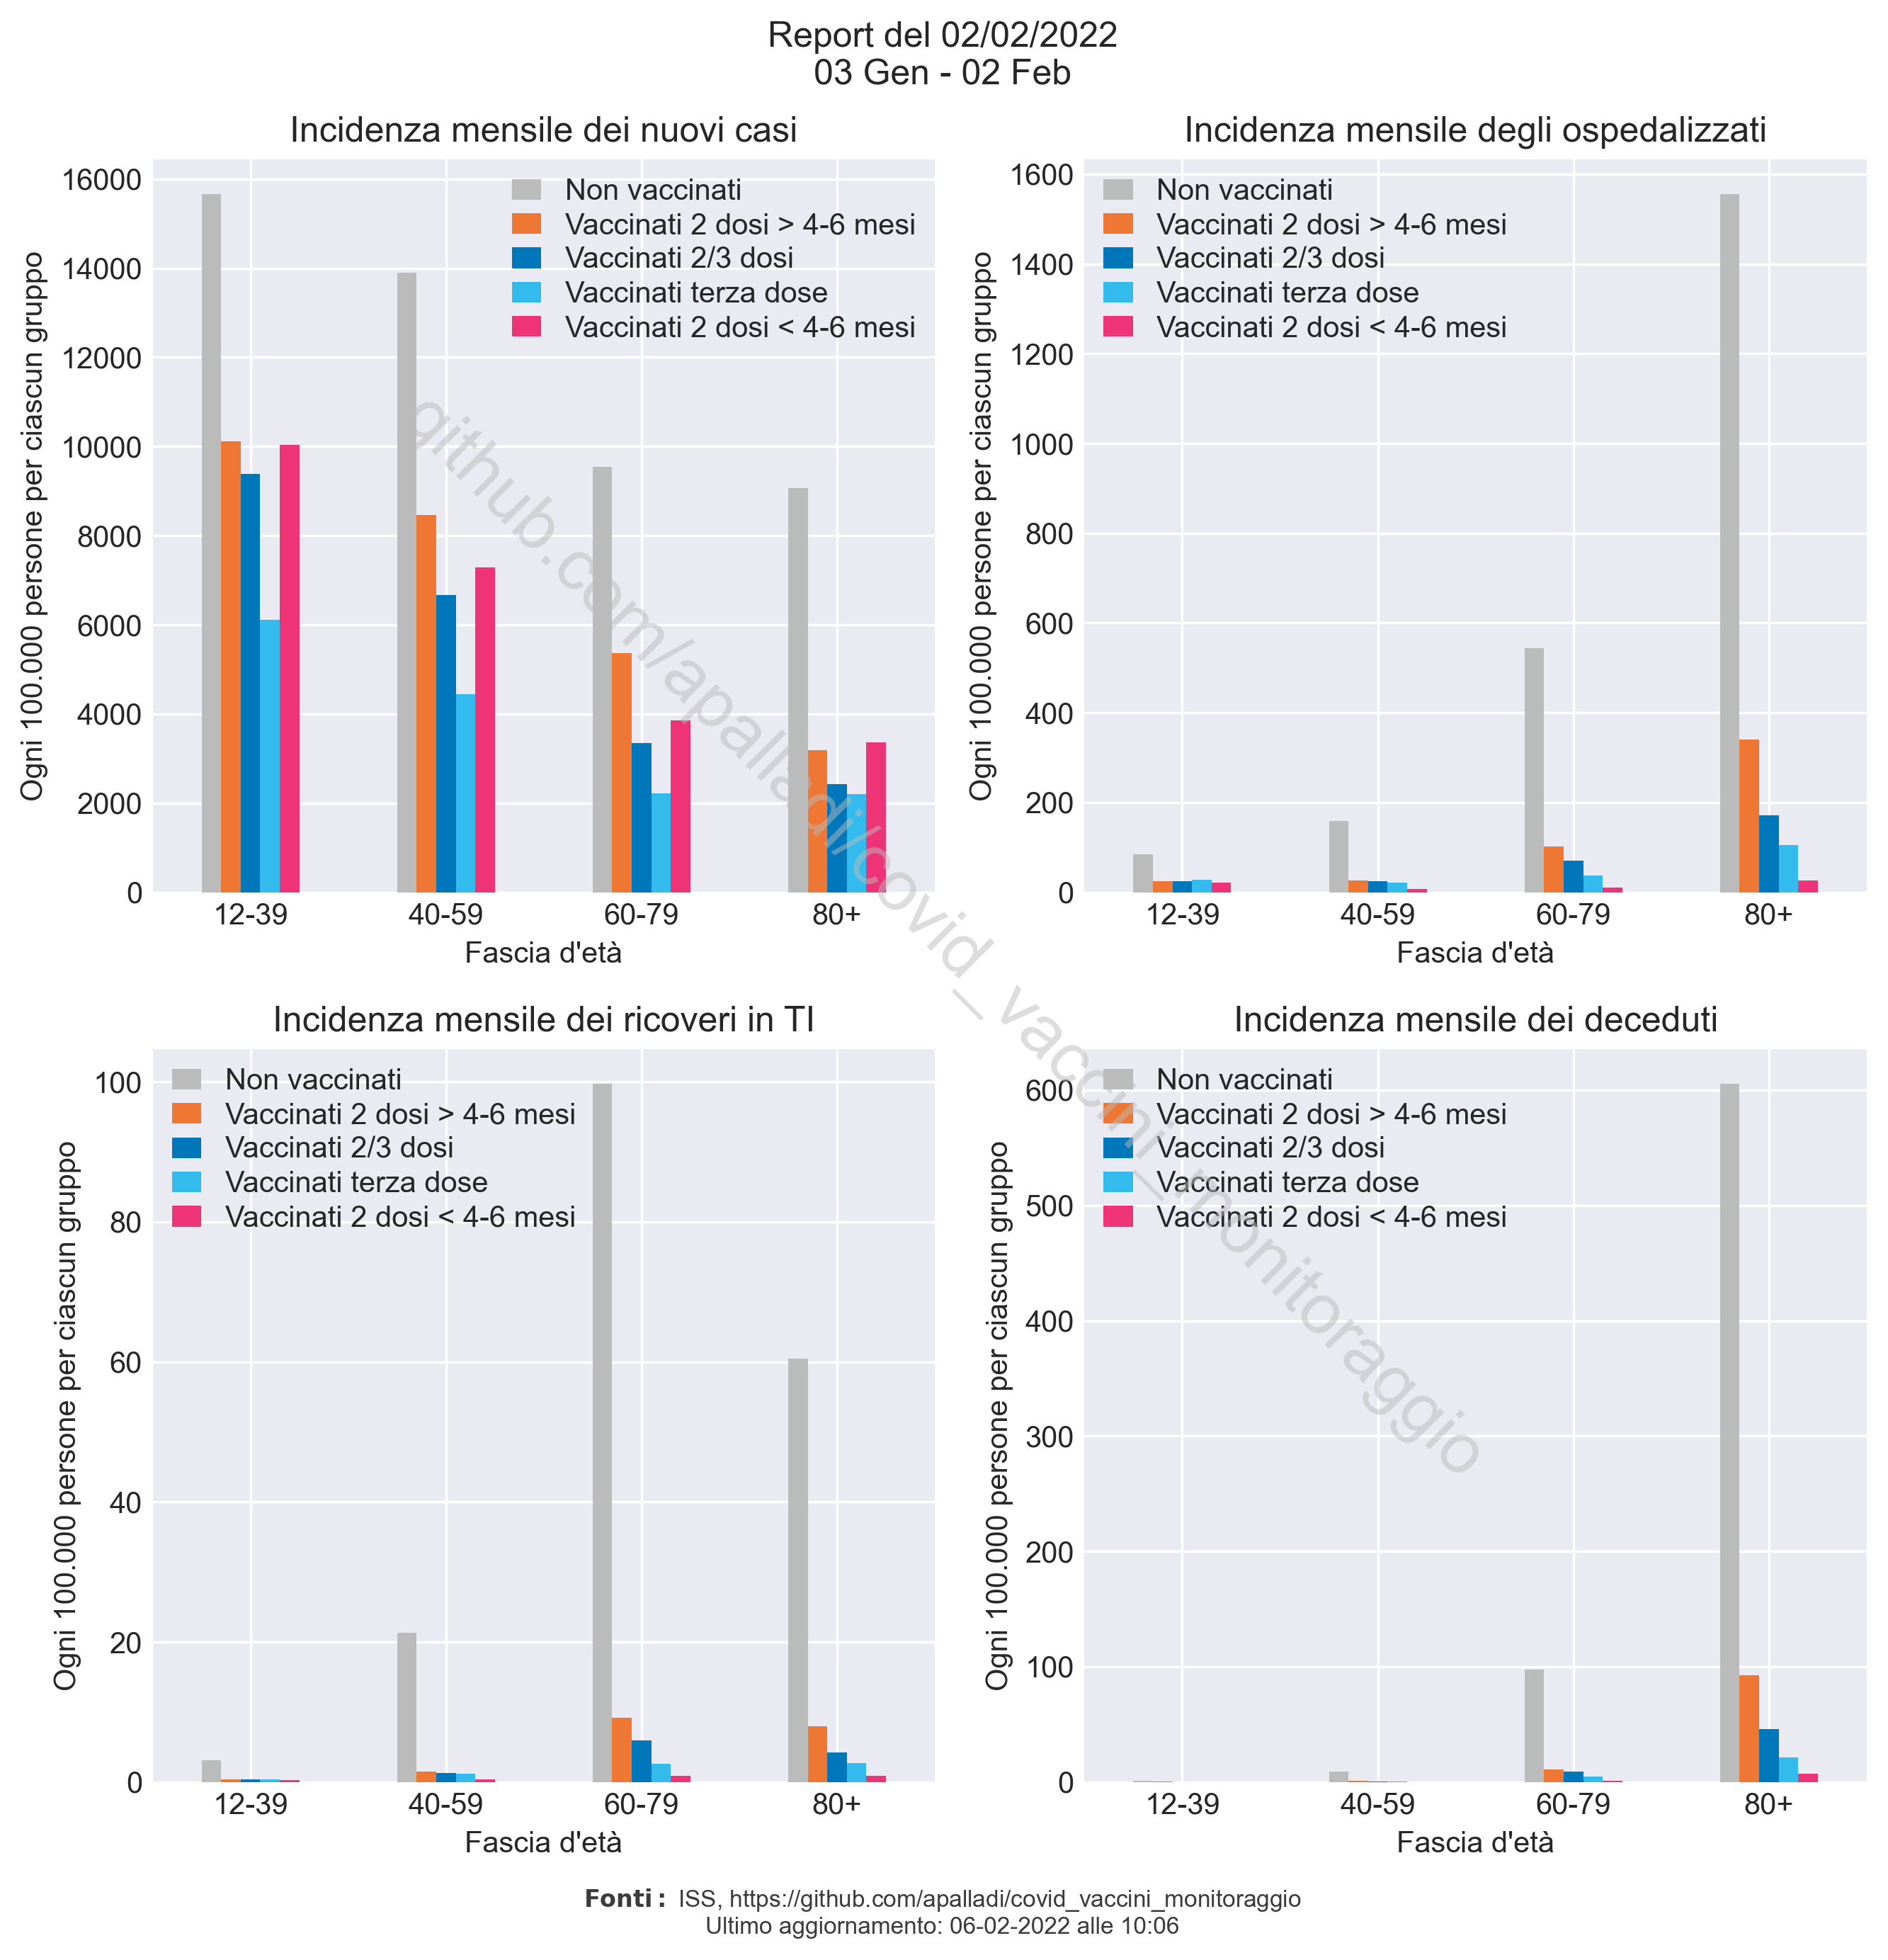 Report del 02/02/2022
03 Gen - 02 Feb
Incidenza mensile dei nuovi casi
Ogni 100.000 persone per ciascun gruppo
16000
14000
12000
10000
8000
6000
4000
2000
0
Non vaccinati
Vaccinati 2 dosi > 4-6 mesi
Vaccinati 2/3 dosi
Vaccinati terza dose
Vaccinati 2 dosi < 4-6 mesi
12-39
40-59
60-79
80+
Fascia d'età
Incidenza mensile degli ospedalizzati
Ogni 100.000 persone per ciascun gruppo
1600
1400
1200
1000
800
600
400
200
0
Non vaccinati
Vaccinati 2 dosi > 4-6 mesi
Vaccinati 2/3 dosi
Vaccinati terza dose
Vaccinati 2 dosi < 4-6 mesi
12-39
40-59
60-79
80+
Fascia d'età
Incidenza mensile dei ricoveri in TI
Ogni 100.000 persone per ciascun gruppo
100
80
60
40
20
0
Non vaccinati
Vaccinati 2 dosi > 4-6 mesi
Vaccinati 2/3 dosi
Vaccinati terza dose
Vaccinati 2 dosi < 4-6 mesi
12-39
40-59
60-79
80+
Fascia d'età
Incidenza mensile dei deceduti
Ogni 100.000 persone per ciascun gruppo
600
500
400
300
200
100
0
Non vaccinati
Vaccinati 2 dosi > 4-6 mesi
Vaccinati 2/3 dosi
Vaccinati terza dose
Vaccinati 2 dosi < 4-6 mesi
12-39
40-59
60-79
80+
Fascia d'età
github.com/apalladi/covid_vaccini_monitoraggio
Fonti: ISS, https://github.com/apalladi/covid_vaccini_monitoraggio
Ultimo aggiornamento: 06-02-2022 alle 10:06